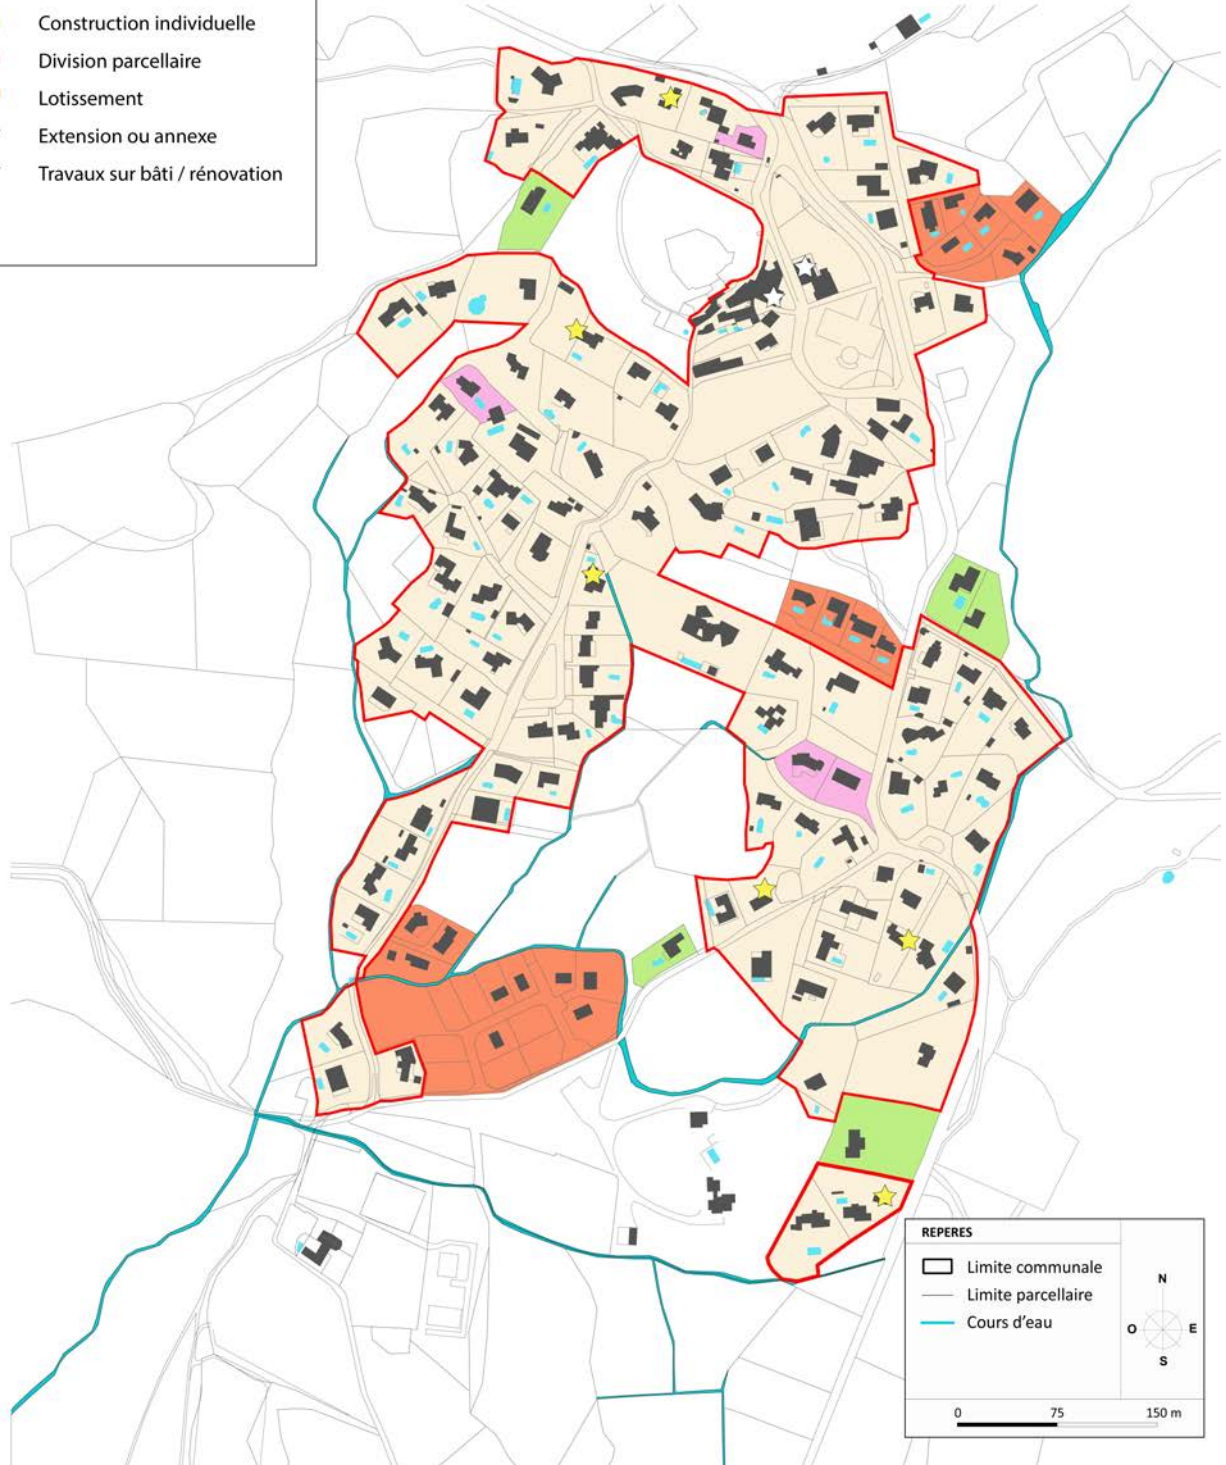 Construction individuelle
Division parcellaire
Lotissement
Extension ou annexe
Travaux sur bâti / rénovation
REPERES
Limite communale
Limite parcellaire
Cours d'eau
N
O
E
S
0 75 150 m